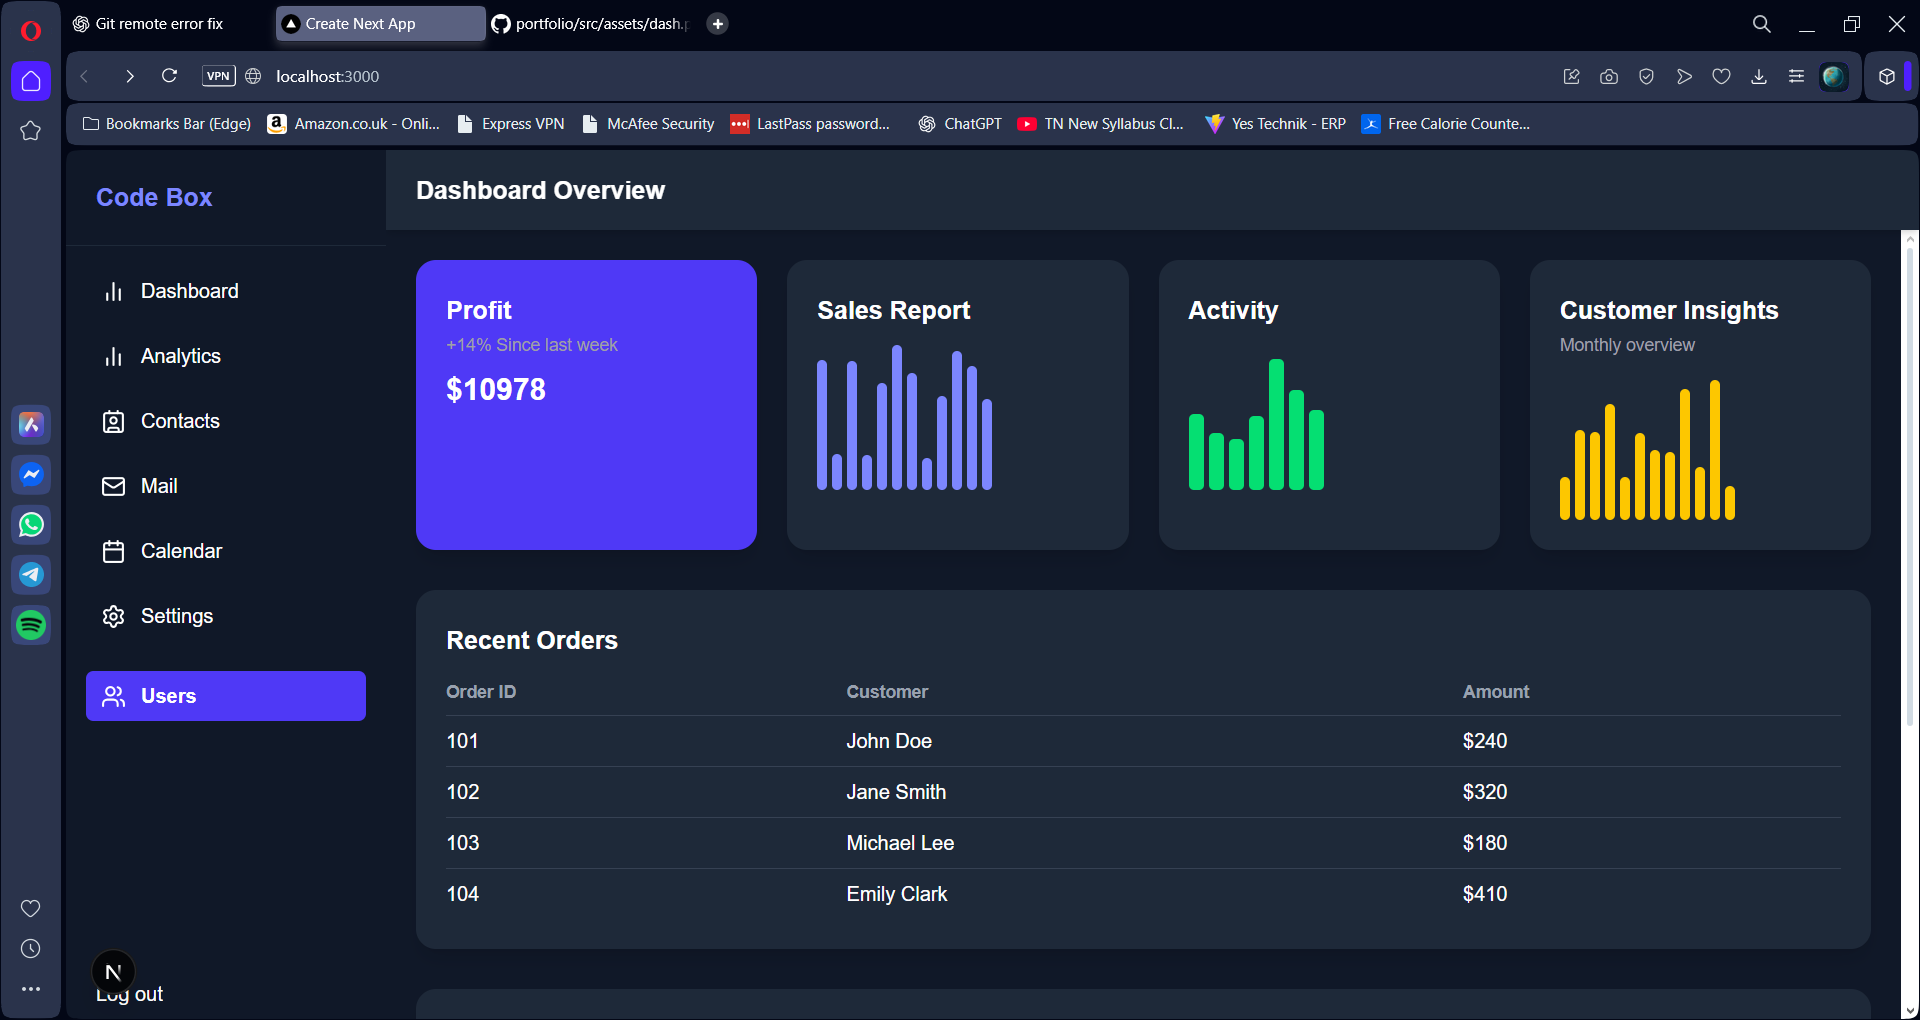 Git remote error fix
Create Next App
portfolio/src/assets/dash.
VPN
localhost:3000
Bookmarks Bar (Edge)
Amazon.co.uk - Onli...
Express VPN
McAfee Security
LastPass password...
ChatGPT
TN New Syllabus Cl...
Yes Technik - ERP
Free Calorie Counte...
Code Box
Dashboard
Analytics
Contacts
Mail
Calendar
Settings
Users
N
Log out
Dashboard Overview
Profit
+14% Since last week
$10978
Sales Report
Activity
Customer Insights
Monthly overview
Recent Orders
Order ID Customer Amount
101 John Doe $240
102 Jane Smith $320
103 Michael Lee $180
104 Emily Clark $410